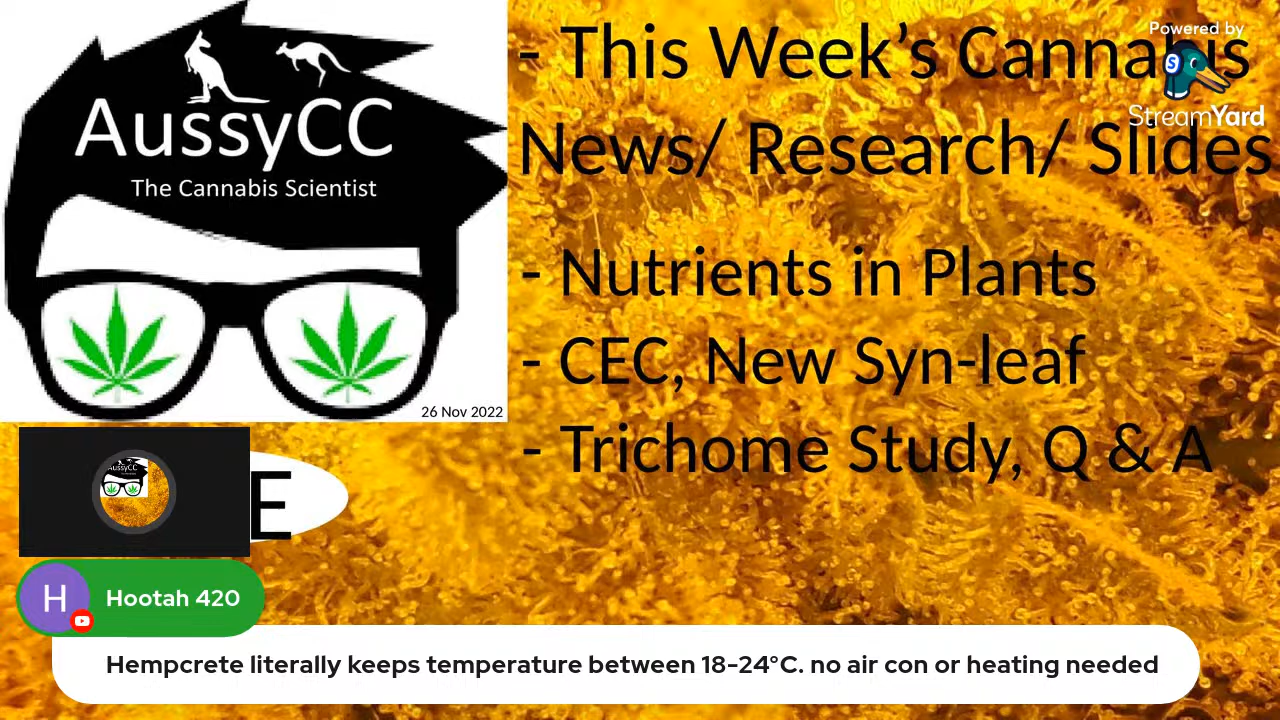 AussyCC
The Cannabis Scientist
26 Nov 2022
- This Week's Cannabis
News/ Research/ Slides
- Nutrients in Plants
- CEC, New Syn-leaf
- Trichome Study, Q & A
Powered by
StreamYard
AussyCC
E
H
Hootah 420
Hempcrete literally keeps temperature between 18-24°C. no air con or heating needed